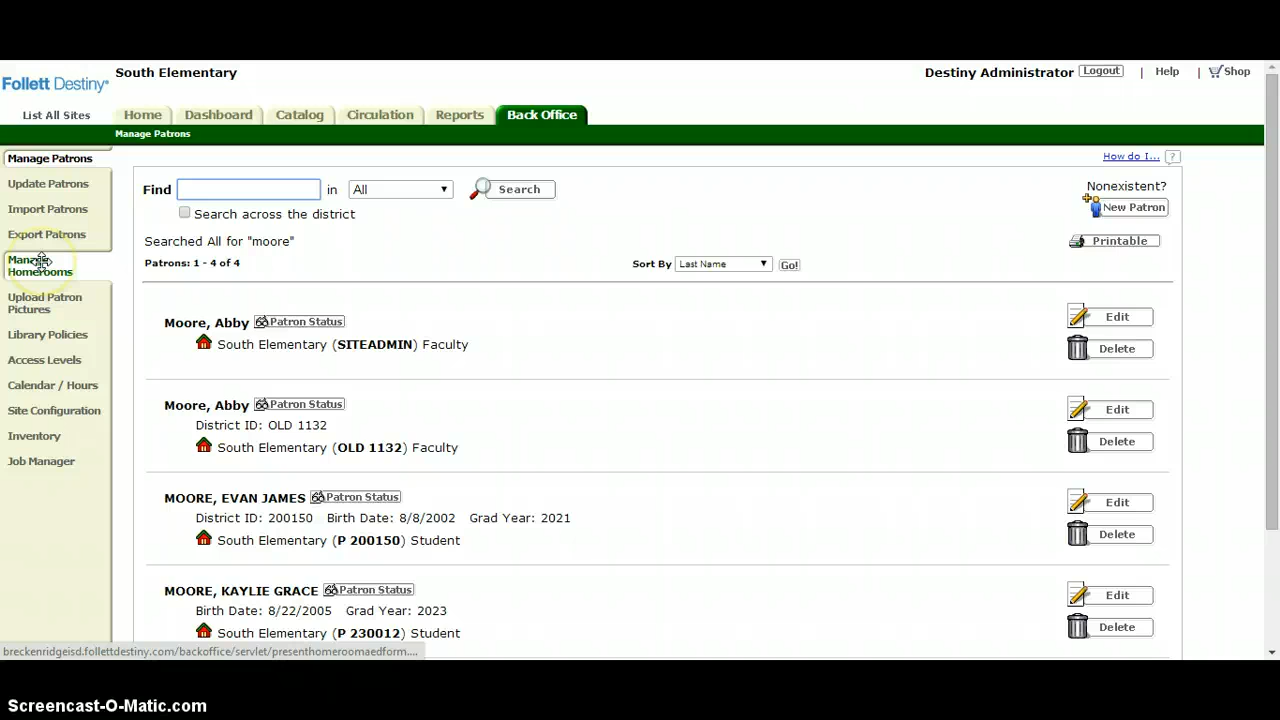 Follett Destiny
South Elementary
Destiny Administrator Logout | Help | Shop
List All Sites Home Dashboard Catalog Circulation Reports Back Office
Manage Patrons
Manage Patrons
Update Patrons
Import Patrons
Export Patrons
Homerooms
Upload Patron
Pictures
Library Policies
Access Levels
Calendar / Hours
Site Configuration
Inventory
Job Manager
How do I... ?
Find in All Search
Search across the district
Nonexistent?
New Patron
Searched All for "moore"
Printable
Patrons: 1 - 4 of 4 Sort By Last Name Go!
Moore, Abby Patron Status
South Elementary (SITEADMIN) Faculty
Edit
Delete
Moore, Abby Patron Status
District ID: OLD 1132
South Elementary (OLD 1132) Faculty
Edit
Delete
MOORE, EVAN JAMES Patron Status
District ID: 200150 Birth Date: 8/8/2002 Grad Year: 2021
South Elementary (P 200150) Student
Edit
Delete
MOORE, KAYLIE GRACE Patron Status
Birth Date: 8/22/2005 Grad Year: 2023
South Elementary (P 230012) Student
Edit
Delete
breckenridgeisd.follettdestiny.com/backoffice/servlet/presenthomeroomaedform....
Screencast-O-Matic.com